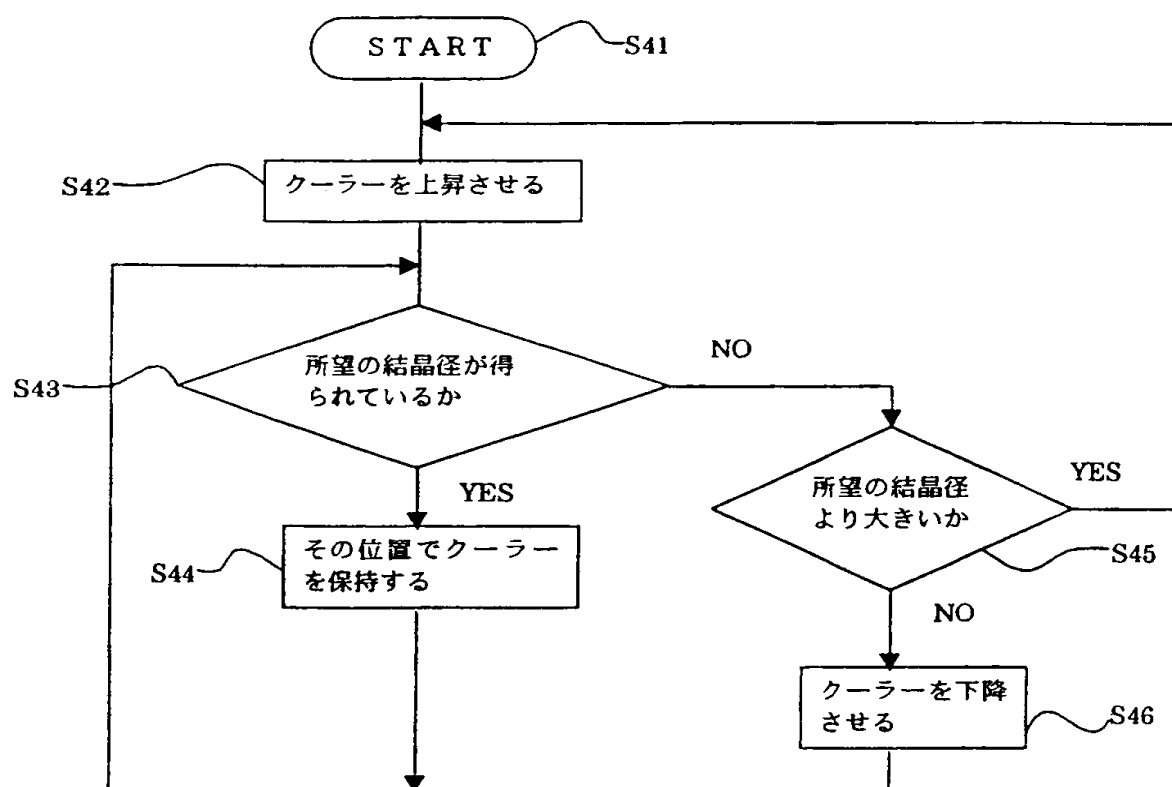 START
S41
S42
クーラーを上昇させる
所望の結晶径が得
られているか
S43
NO
YES
所望の結晶径
より大きいか
YES
S45
その位置でクーラー
を保持する
S44
NO
クーラーを下降
させる
S46